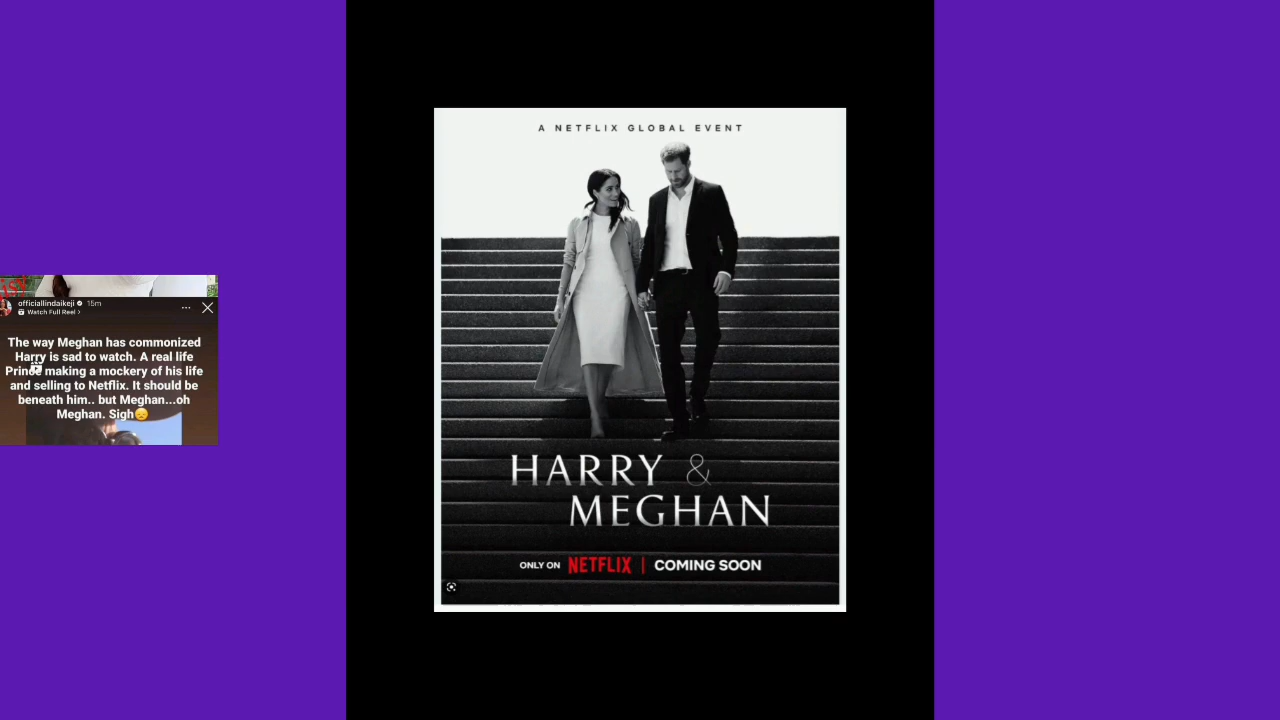 A NETFLIX GLOBAL EVENT
HARRY &
MEGHAN
ONLY ON NETFLIX | COMING SOON
officiallindaikeji 15m
Watch Full Reel >
The way Meghan has commonized
Harry is sad to watch. A real life
Prince making a mockery of his life
and selling to Netflix. It should be
beneath him.. but Meghan...oh
Meghan. Sigh😞